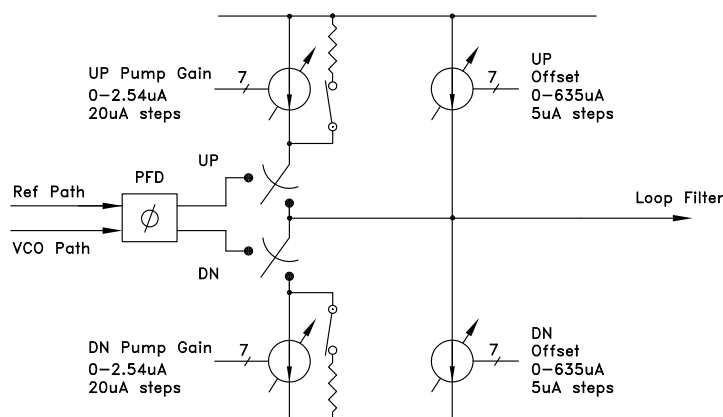 UP Pump Gain
0–2.54uA
20uA steps
7
7
UP
Offset
0–635uA
5uA steps
UP
PFD
Ref Path
VCO Path
ϕ
Loop Filter
DN
DN Pump Gain
0–2.54uA
20uA steps
7
7
DN
Offset
0–635uA
5uA steps